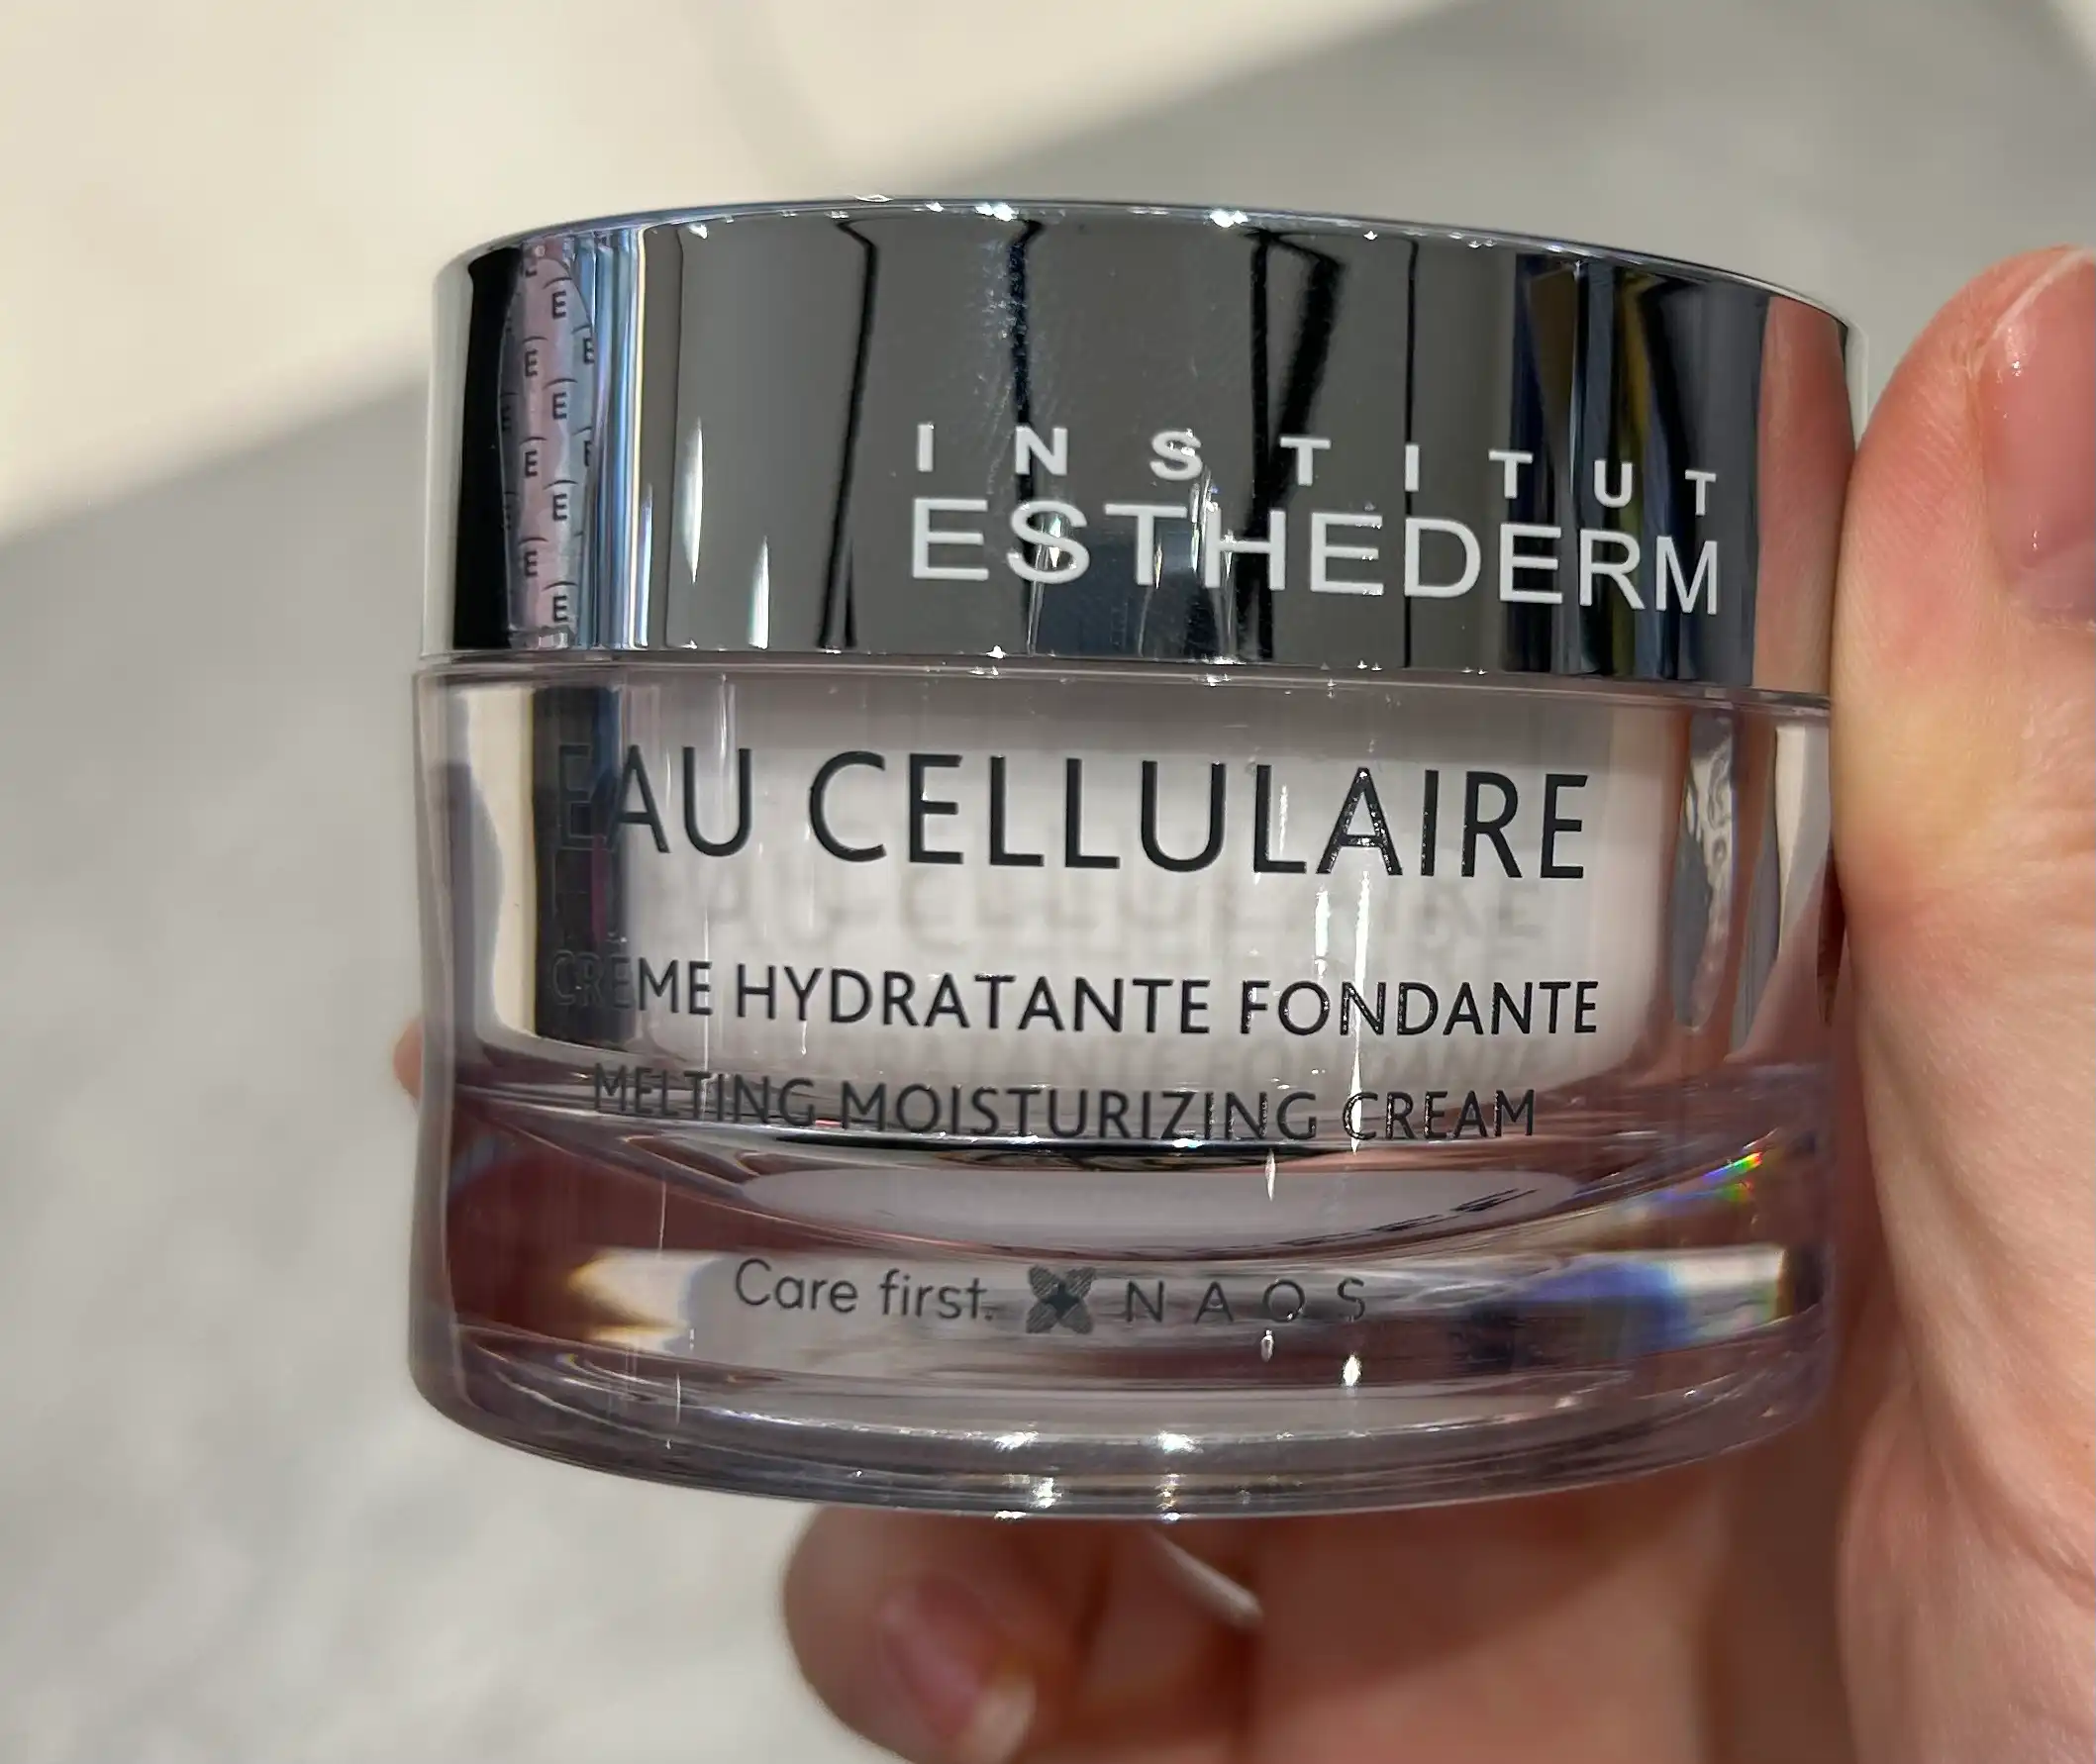 INSTITUT
ESTHEDERM
EAU CELLULAIRE
CRÈME HYDRATANTE FONDANTE
MELTING MOISTURIZING CREAM
Care first. NAOS